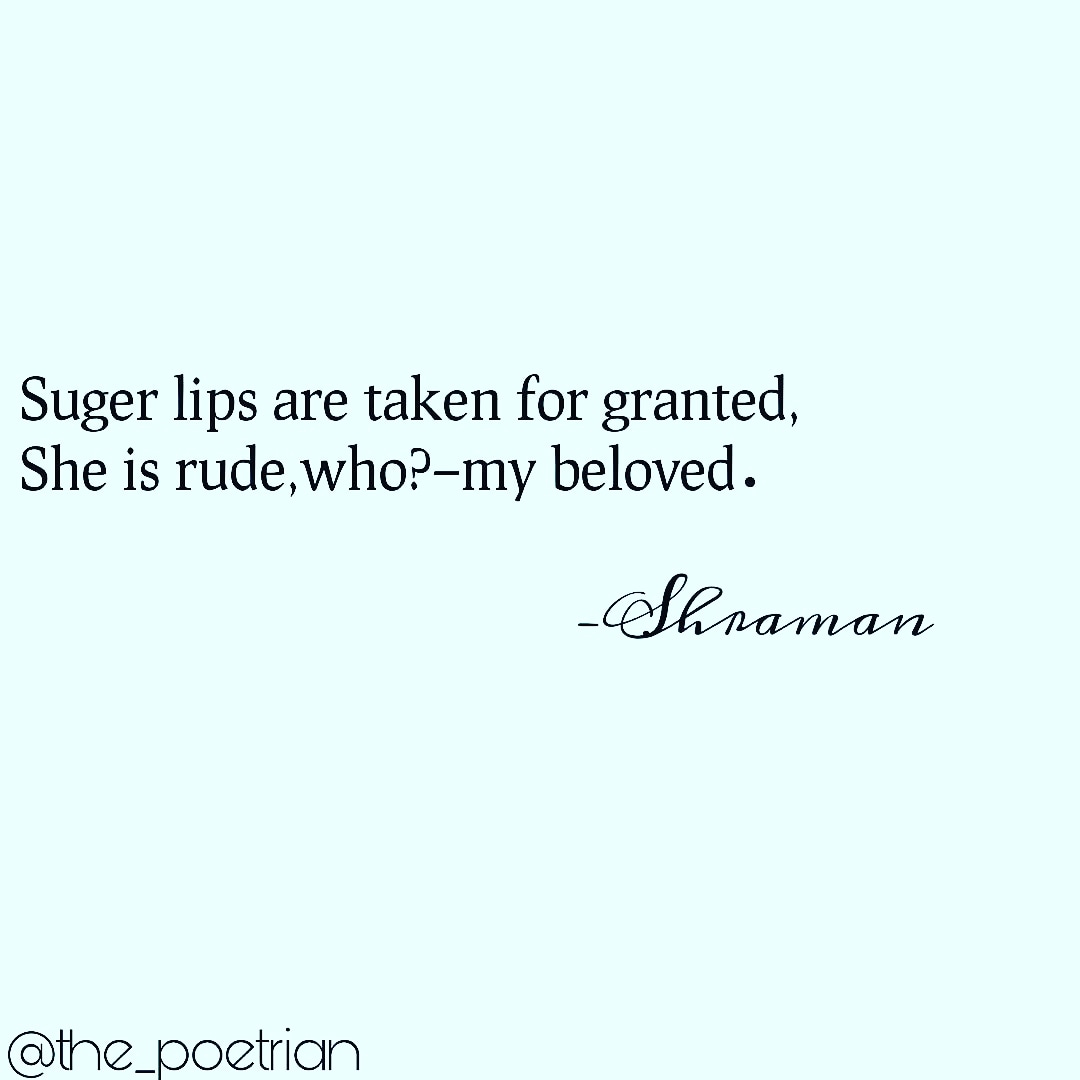 Suger lips are taken for granted,
She is rude,who?–my beloved.
-Shraman
@the_poetrian